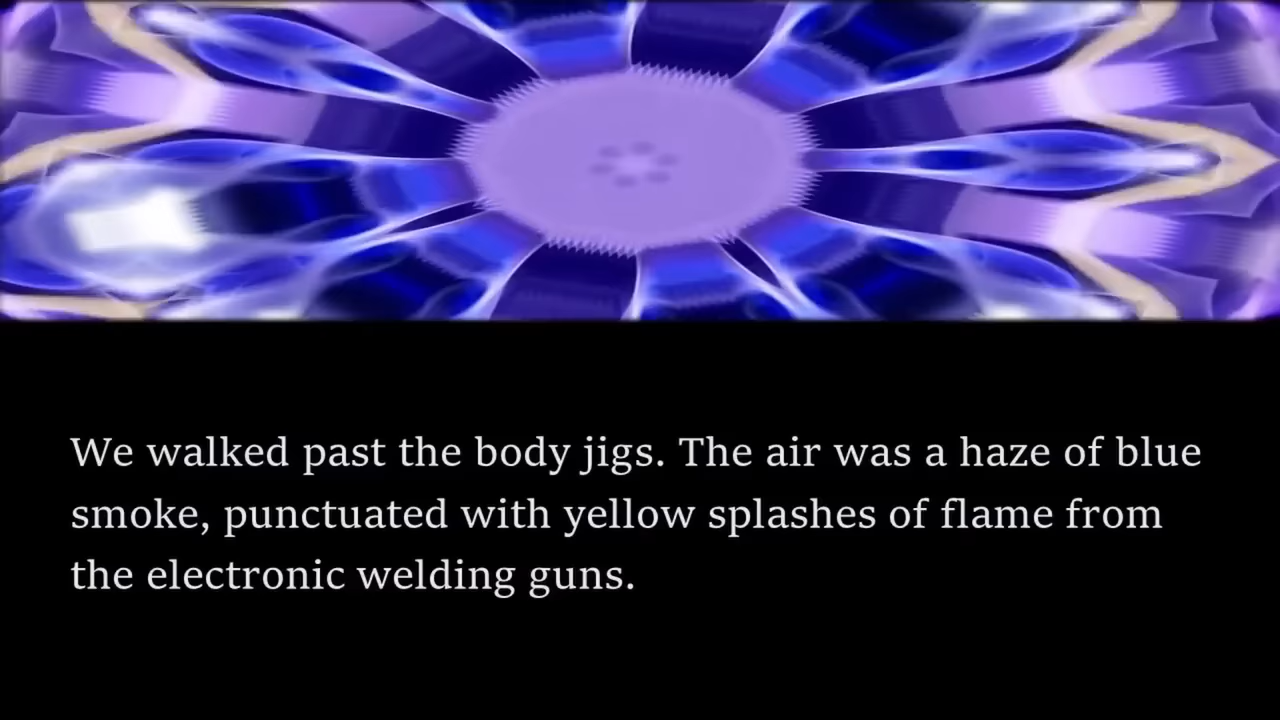 We walked past the body jigs. The air was a haze of blue
smoke, punctuated with yellow splashes of flame from
the electronic welding guns.